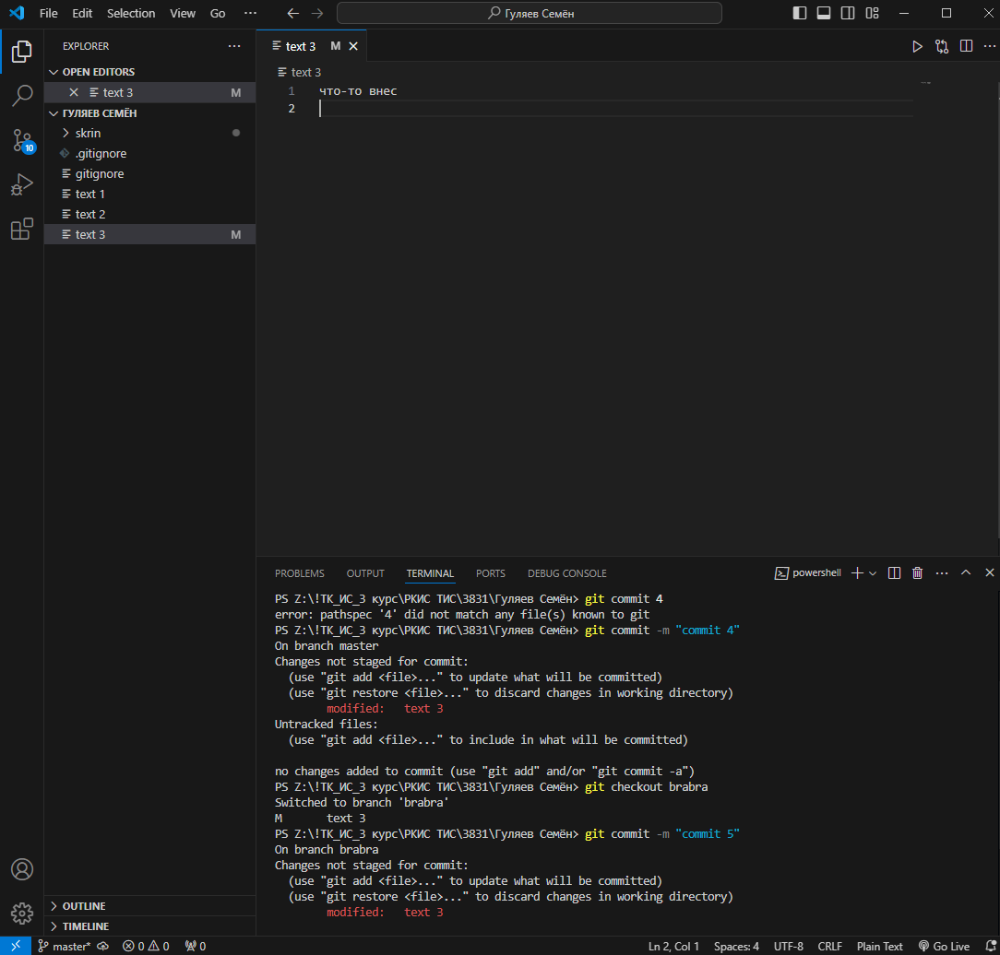 File Edit Selection View Go ··· Гуляев Семён
EXPLORER ···
OPEN EDITORS
text 3 M
ГУЛЯЕВ СЕМЁН
skrin
.gitignore
gitignore
text 1
text 2
text 3 M
10
OUTLINE
TIMELINE
text 3 M
text 3
1 что-то внес
2
PROBLEMS OUTPUT TERMINAL PORTS DEBUG CONSOLE powershell
PS Z:\!ТК_ИС_3 курс\РКИС ТИС\3831\Гуляев Семён> git commit 4
error: pathspec '4' did not match any file(s) known to git
PS Z:\!ТК_ИС_3 курс\РКИС ТИС\3831\Гуляев Семён> git commit -m "commit 4"
On branch master
Changes not staged for commit:
(use "git add <file>..." to update what will be committed)
(use "git restore <file>..." to discard changes in working directory)
modified: text 3
Untracked files:
(use "git add <file>..." to include in what will be committed)
no changes added to commit (use "git add" and/or "git commit -a")
PS Z:\!ТК_ИС_3 курс\РКИС ТИС\3831\Гуляев Семён> git checkout brabra
Switched to branch 'brabra'
M text 3
PS Z:\!ТК_ИС_3 курс\РКИС ТИС\3831\Гуляев Семён> git commit -m "commit 5"
On branch brabra
Changes not staged for commit:
(use "git add <file>..." to update what will be committed)
(use "git restore <file>..." to discard changes in working directory)
modified: text 3
master* 0 0 0 Ln 2, Col 1 Spaces: 4 UTF-8 CRLF Plain Text Go Live